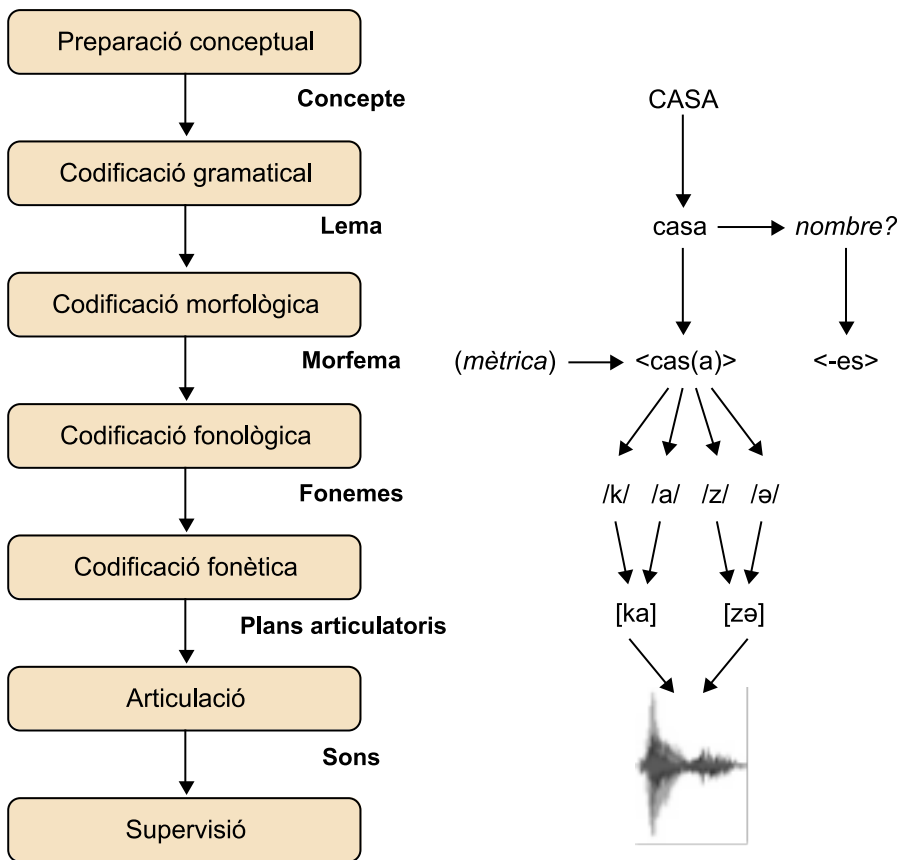 Preparació conceptual
Concepte
CASA
Codificació gramatical
Lema
casa
nombre?
Codificació morfològica
Morfema
(mètrica)
<cas(a)>
<-es>
Codificació fonològica
Fonemes
/k/ /a/ /z/ /ə/
Codificació fonètica
Plans articulatoris
[ka] [zə]
Articulació
Sons
Supervisió